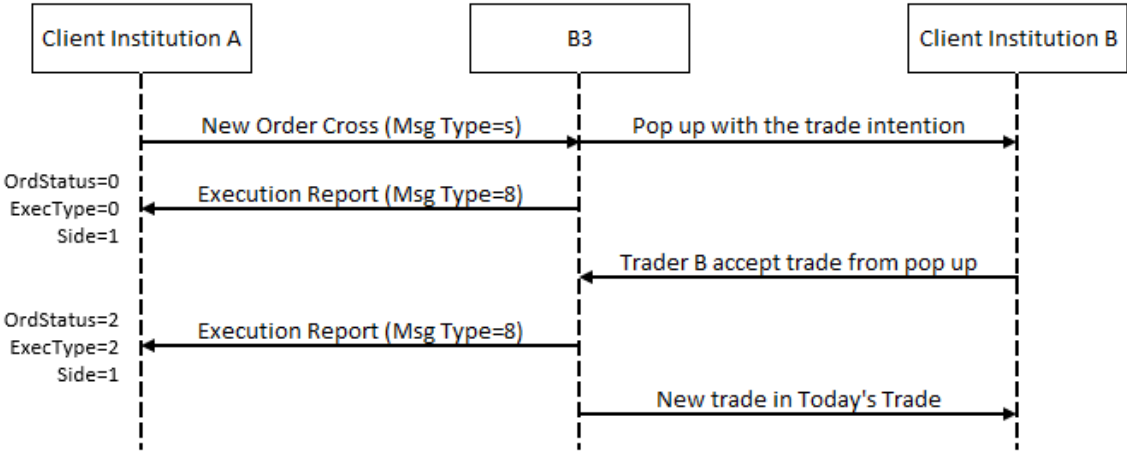 Client Institution A
B3
Client Institution B
New Order Cross (Msg Type=s)
Pop up with the trade intention
OrdStatus=0
ExecType=0
Side=1
Execution Report (Msg Type=8)
Trader B accept trade from pop up
OrdStatus=2
ExecType=2
Side=1
Execution Report (Msg Type=8)
New trade in Today's Trade